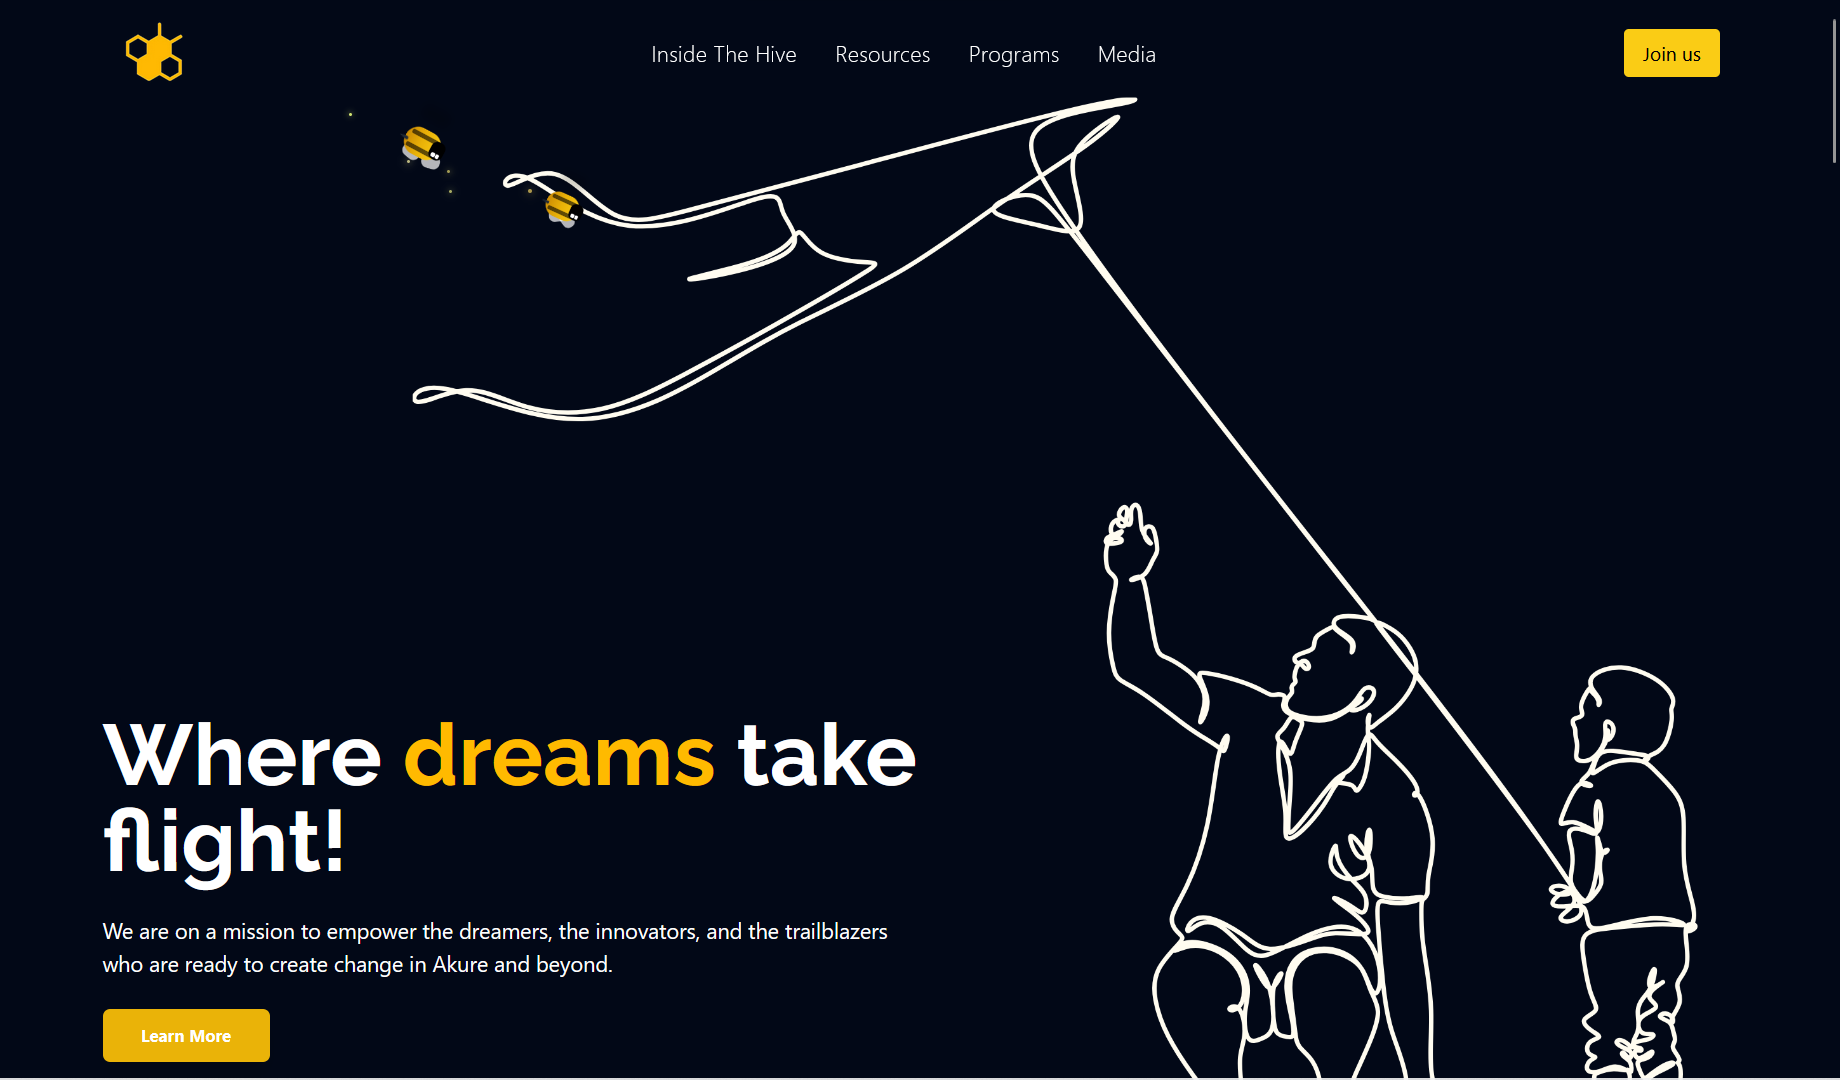 Inside The Hive
Resources
Programs
Media
Join us
Where dreams take
flight!
We are on a mission to empower the dreamers, the innovators, and the trailblazers
who are ready to create change in Akure and beyond.
Learn More